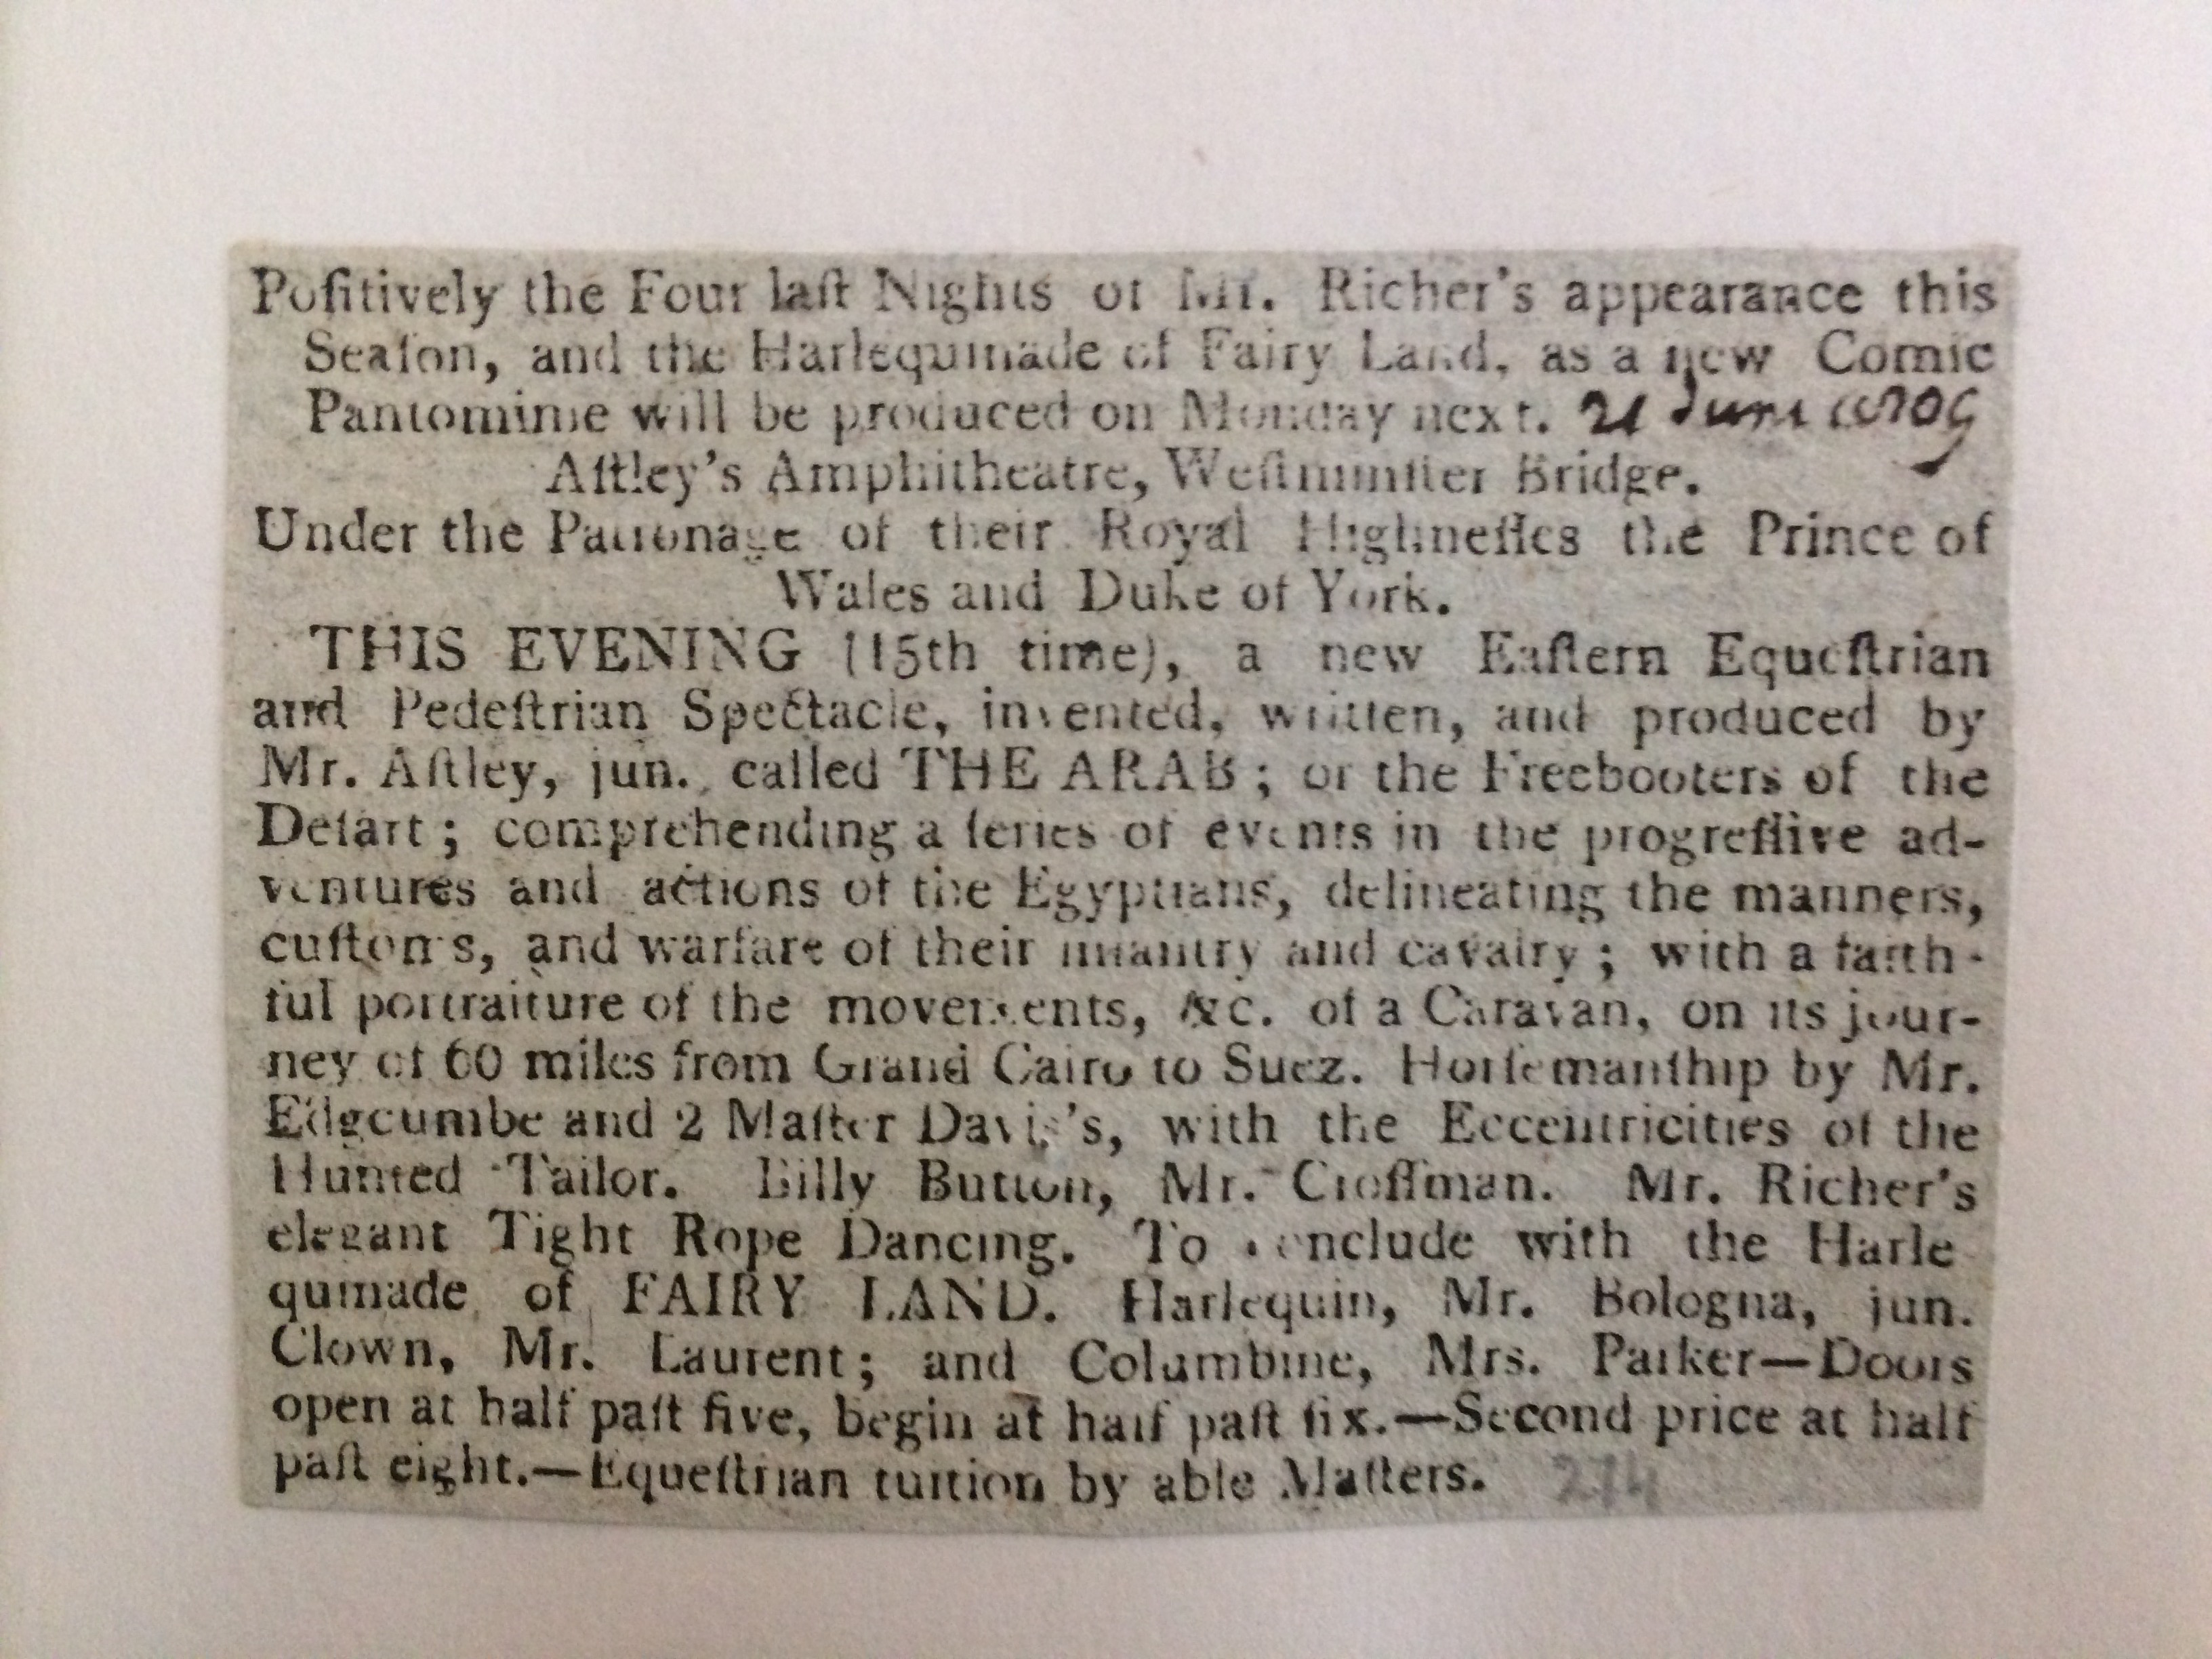 Poſitively the Four laſt Nights of Mr. Richer's appearance this
Seaſon, and the Harlequinade of Fairy Land, as a new Comic
Pantomime will be produced on Monday next. 21 June
Aſtley's Amphitheatre, Weſtminſter Bridge.
Under the Patronage of their Royal Highneſſes the Prince of
Wales and Duke of York.
THIS EVENING (15th time), a new Eaſtern Equeſtrian
and Pedeſtrian Spectacle, invented, written, and produced by
Mr. Aſtley, jun., called THE ARAB; or the Freebooters of the
Deſart; comprehending a ſeries of events in the progreſſive ad-
ventures and actions of the Egyptians, delineating the manners,
cuſtoms, and warfare of their infantry and cavalry; with a faith-
ful portraiture of the movements, &c. of a Caravan, on its jour-
ney of 60 miles from Grand Cairo to Suez. Horſemanſhip by Mr.
Edgcumbe and 2 Maſter Davis's, with the Eccentricities of the
Hunted Tailor. Billy Button, Mr. Croſſman. Mr. Richer's
elegant Tight Rope Dancing. To conclude with the Harle
quinade of FAIRY LAND. Harlequin, Mr. Bologna, jun.
Clown, Mr. Laurent; and Columbine, Mrs. Parker—Doors
open at half paſt five, begin at half paſt ſix.—Second price at half
paſt eight.—Equeſtrian tuition by able Maſters. 274